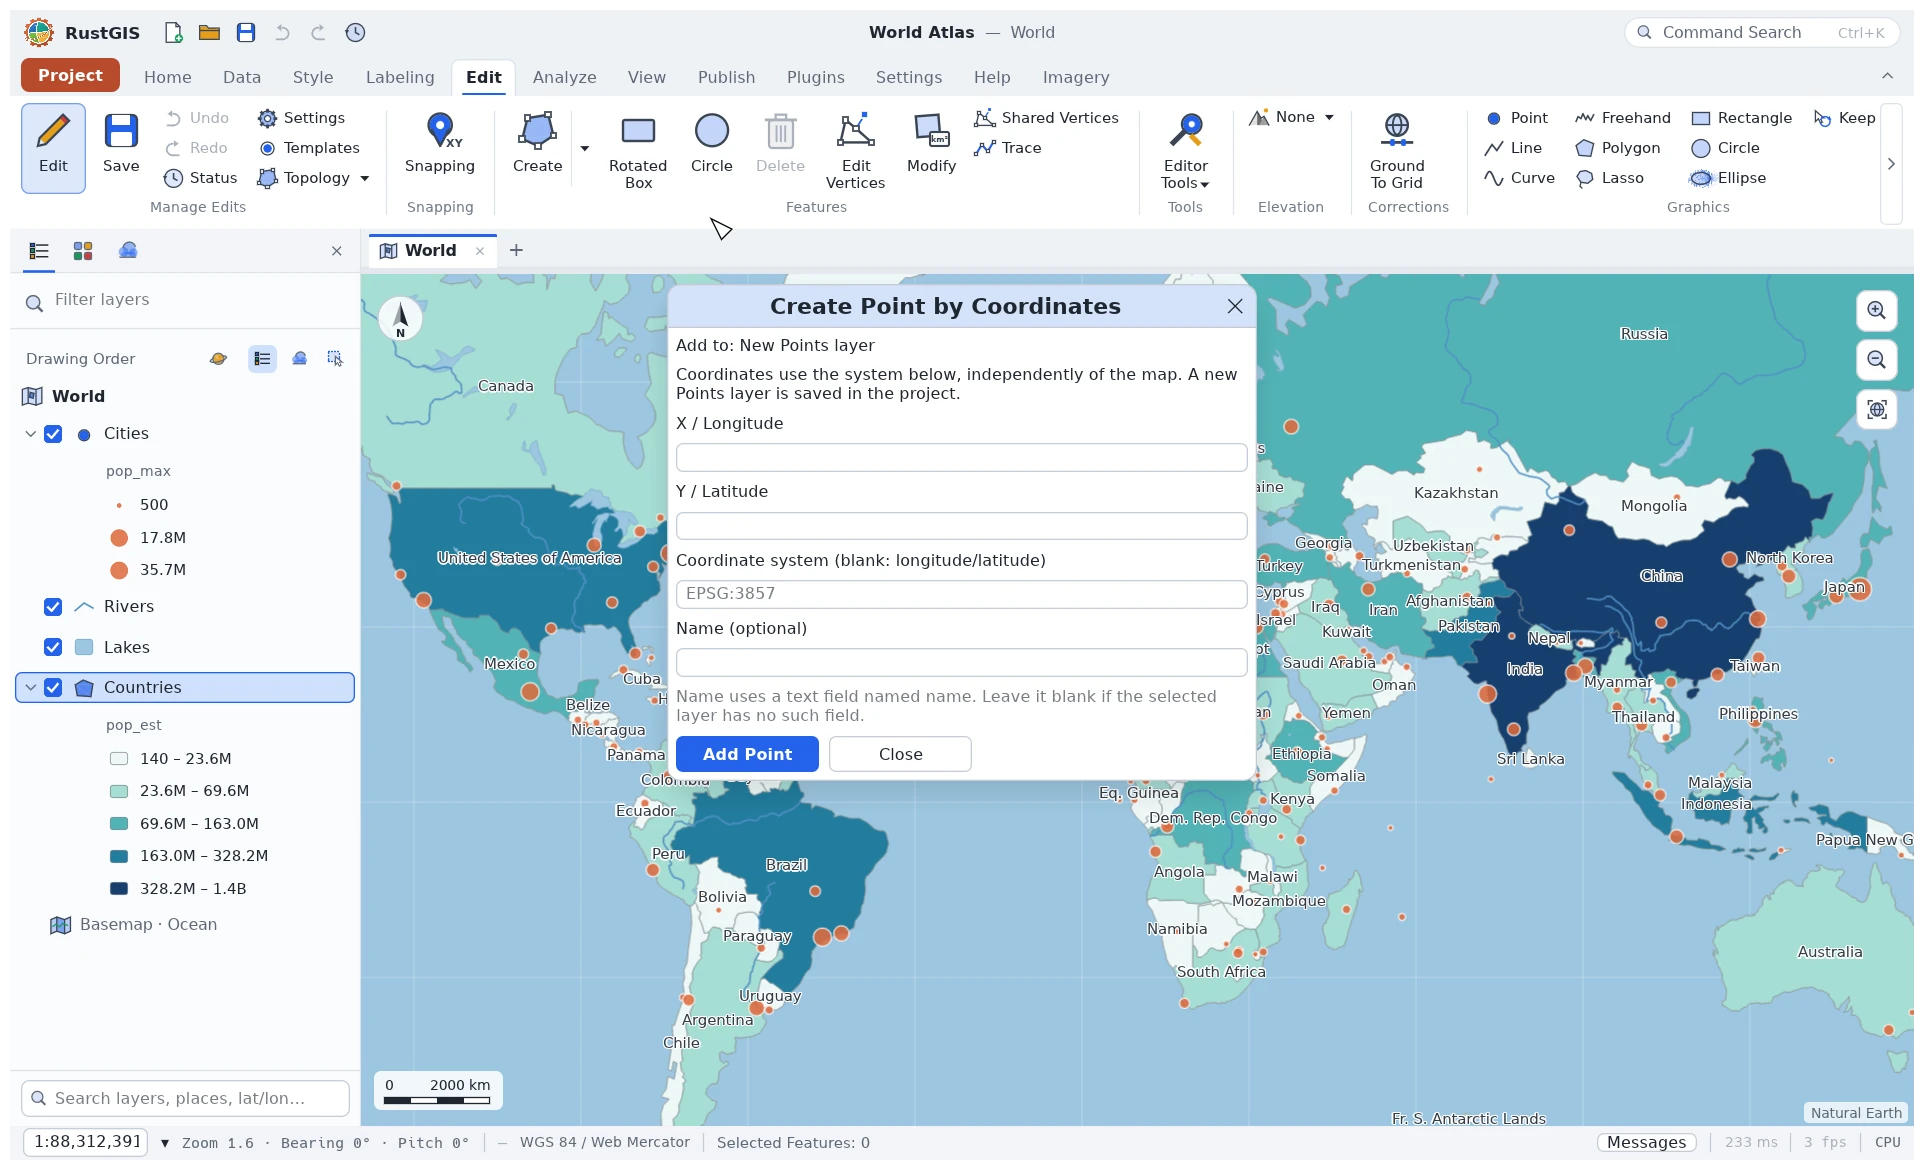 RustGIS
World Atlas — World
Command Search Ctrl+K
Project Home Data Style Labeling Edit Analyze View Publish Plugins Settings Help Imagery
Edit
Save
Undo
Redo
Status
Settings
Templates
Topology
Manage Edits
XY
Snapping
Snapping
Create
Rotated
Box
Circle
Delete
Edit
Vertices
km²
Modify
Shared Vertices
Trace
Features
Editor
Tools
Tools
None
Elevation
Ground
To Grid
Corrections
Point
Line
Curve
Freehand
Polygon
Lasso
Rectangle
Circle
Ellipse
Keep
Graphics
World
Filter layers
Drawing Order
World
Cities
pop_max
500
17.8M
35.7M
Rivers
Lakes
Countries
pop_est
140 – 23.6M
23.6M – 69.6M
69.6M – 163.0M
163.0M – 328.2M
328.2M – 1.4B
Basemap · Ocean
Search layers, places, lat/lon...
N
Create Point by Coordinates
Add to: New Points layer
Coordinates use the system below, independently of the map. A new
Points layer is saved in the project.
X / Longitude
Y / Latitude
Coordinate system (blank: longitude/latitude)
EPSG:3857
Name (optional)
Name uses a text field named name. Leave it blank if the selected
layer has no such field.
Add Point
Close
Russia
Canada
Kazakhstan
Mongolia
United States of America
Georgia
Uzbekistan
Turkmenistan
Turkey
North Korea
China
Japan
Cyprus
Iraq
Iran
Afghanistan
Israel
Kuwait
Pakistan
Nepal
Mexico
Saudi Arabia
India
Taiwan
Cuba
Oman
Myanmar
Belize
Yemen
Thailand
Philippines
Nicaragua
Panama
Ethiopia
Sri Lanka
Colombia
Somalia
Malaysia
Eq. Guinea
Kenya
Indonesia
Ecuador
Dem. Rep. Congo
Papua New G
Peru
Brazil
Angola
Malawi
Bolivia
Mozambique
Paraguay
Namibia
Australia
South Africa
Uruguay
Argentina
Chile
Fr. S. Antarctic Lands
0 2000 km
Natural Earth
1:88,312,391 Zoom 1.6 · Bearing 0° · Pitch 0° — WGS 84 / Web Mercator Selected Features: 0 Messages 233 ms 3 fps CPU